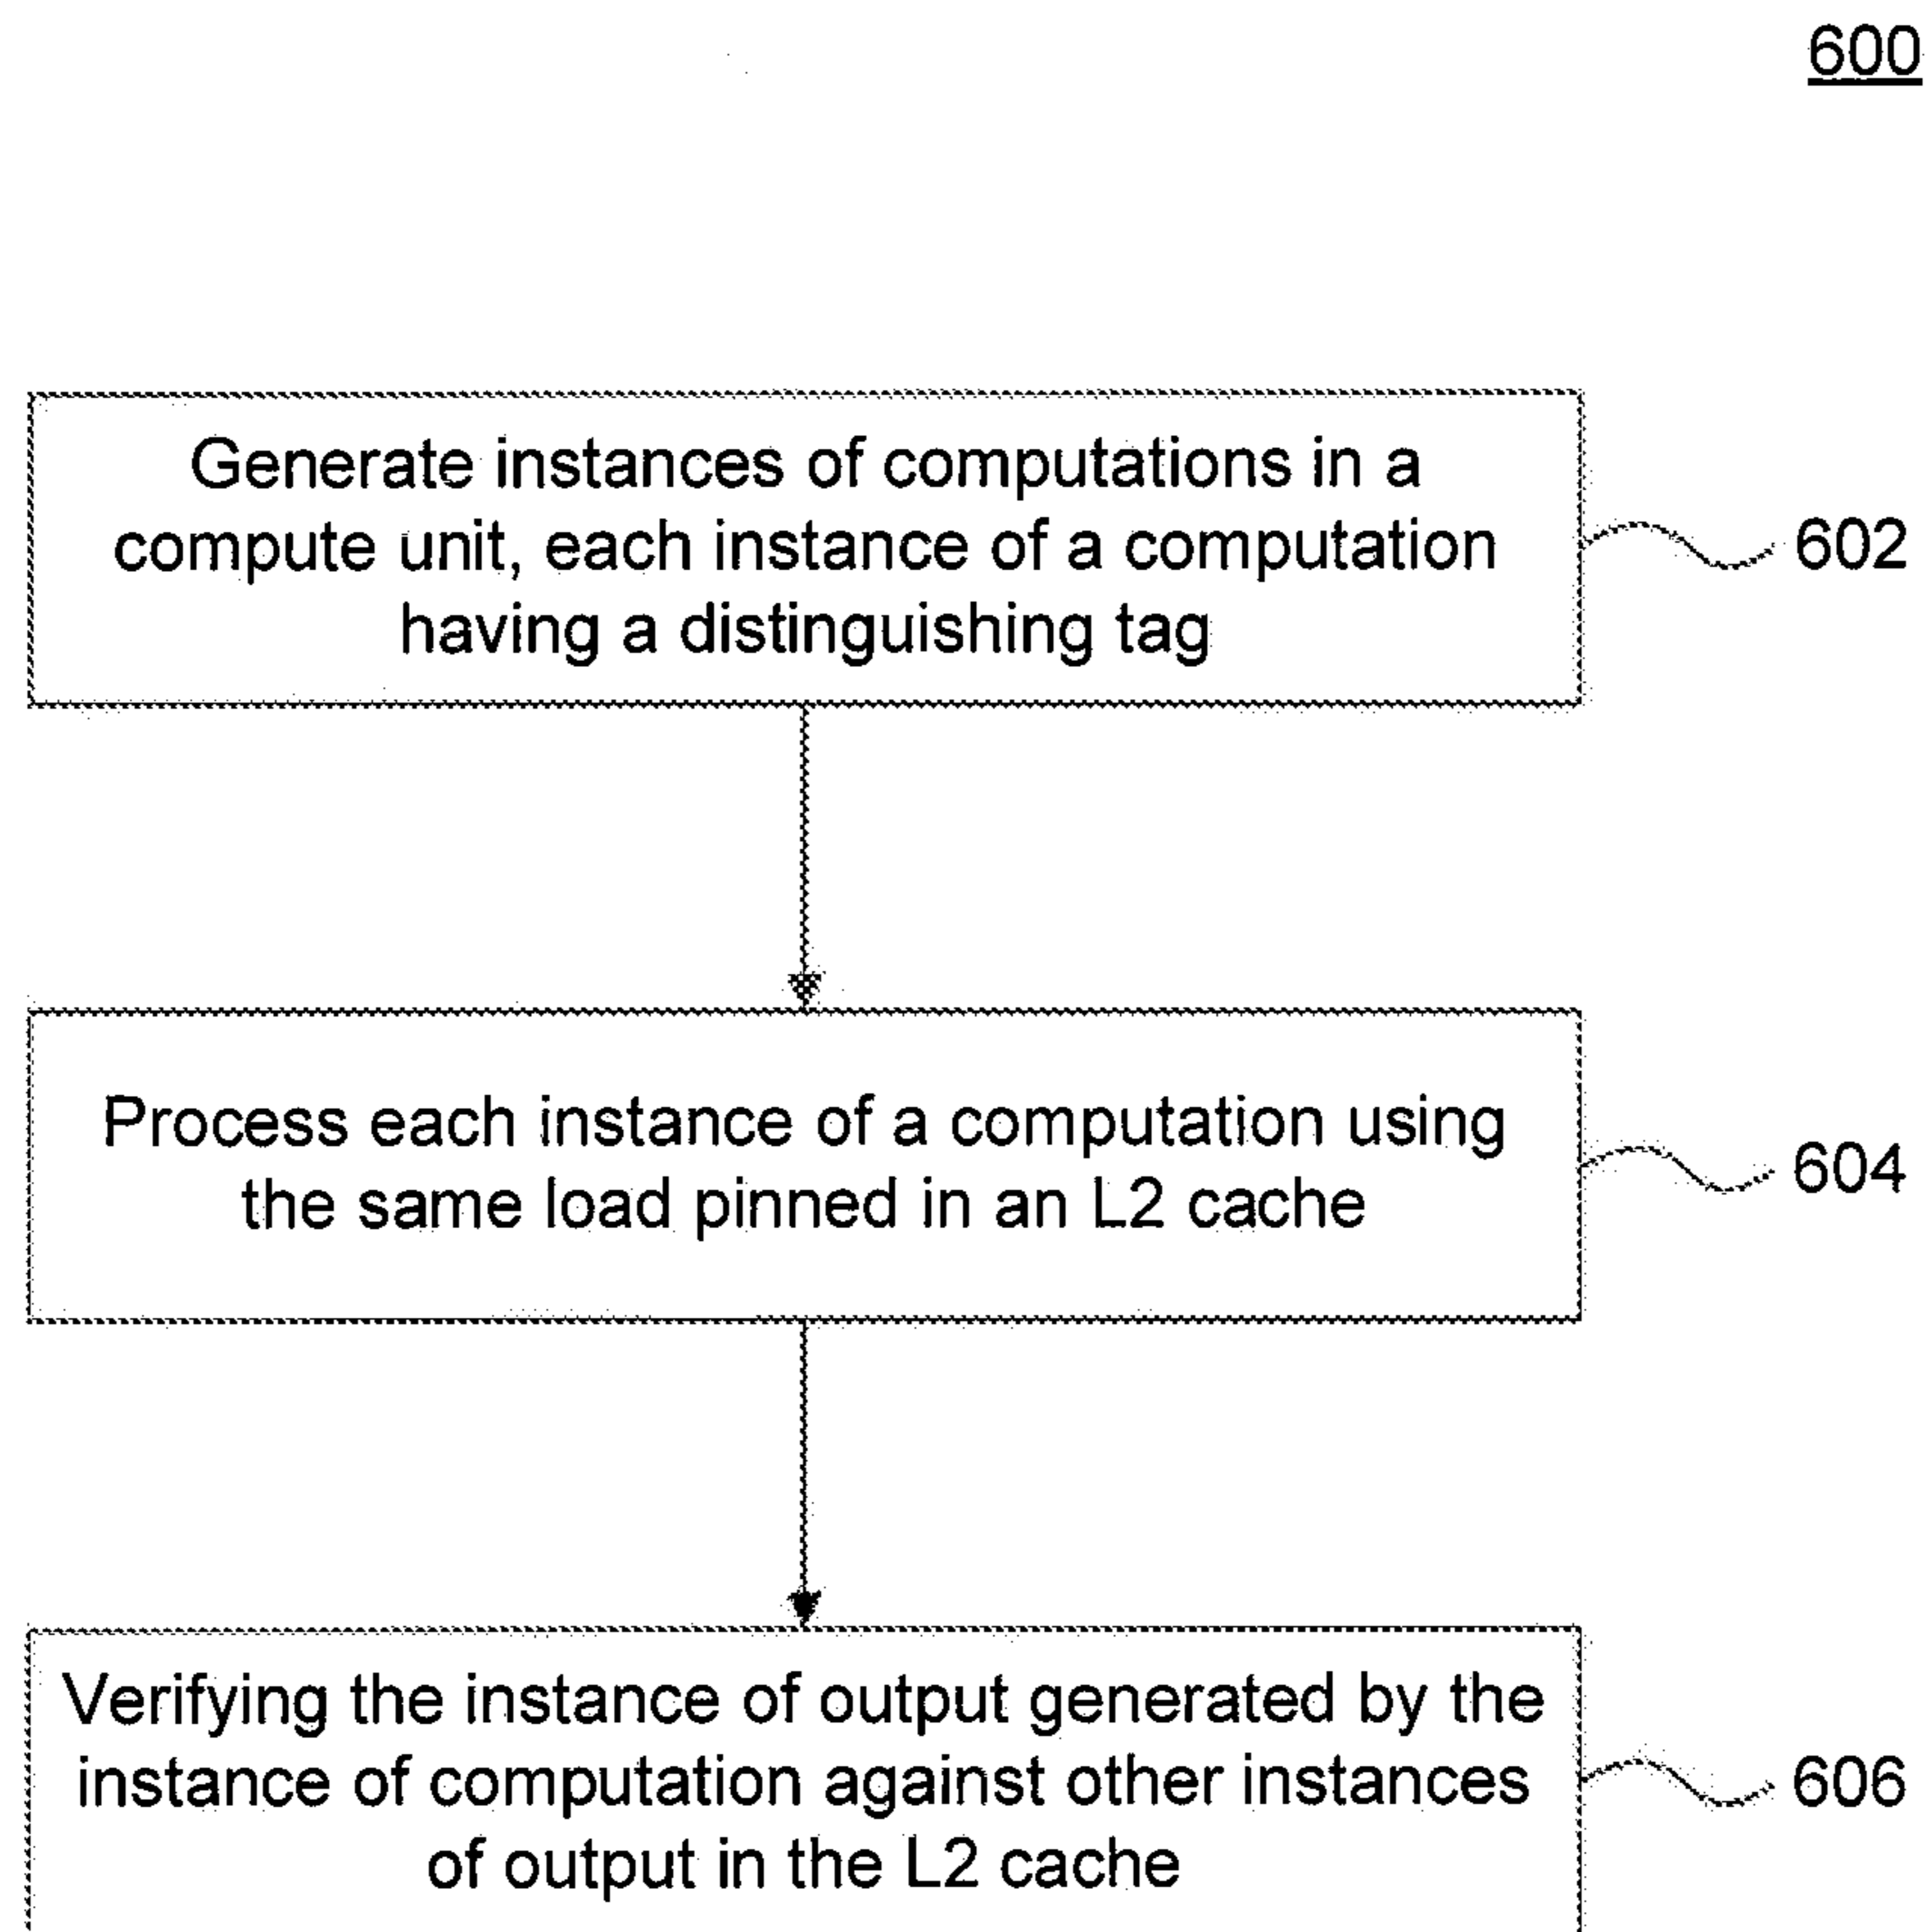 600
Generate instances of computations in a
compute unit, each instance of a computation
having a distinguishing tag
602
Process each instance of a computation using
the same load pinned in an L2 cache
604
Verifying the instance of output generated by the
instance of computation against other instances
of output in the L2 cache
606